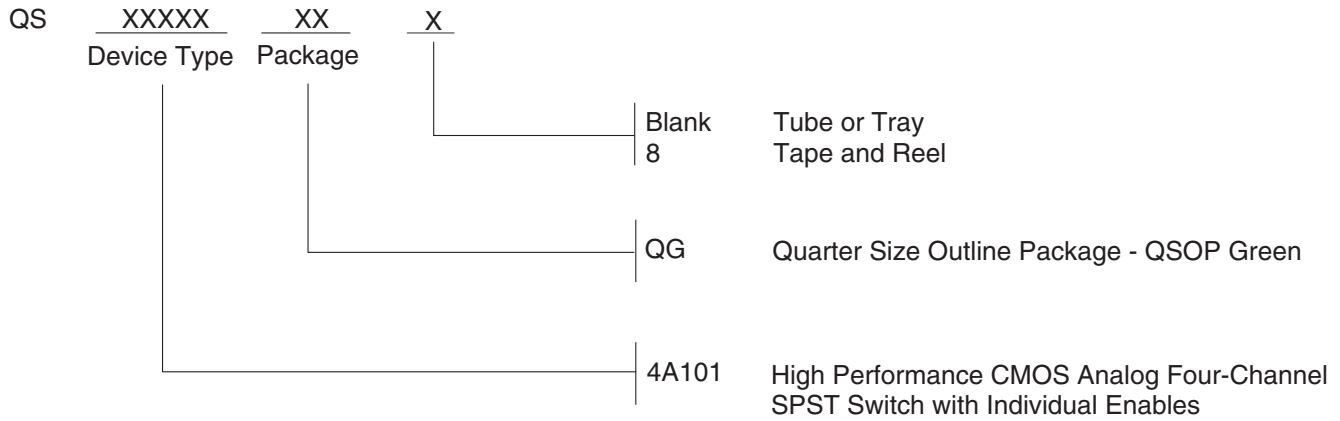 QS XXXXX XX X
Device Type Package
Blank Tube or Tray
8 Tape and Reel
QG Quarter Size Outline Package - QSOP Green
4A101 High Performance CMOS Analog Four-Channel
SPST Switch with Individual Enables